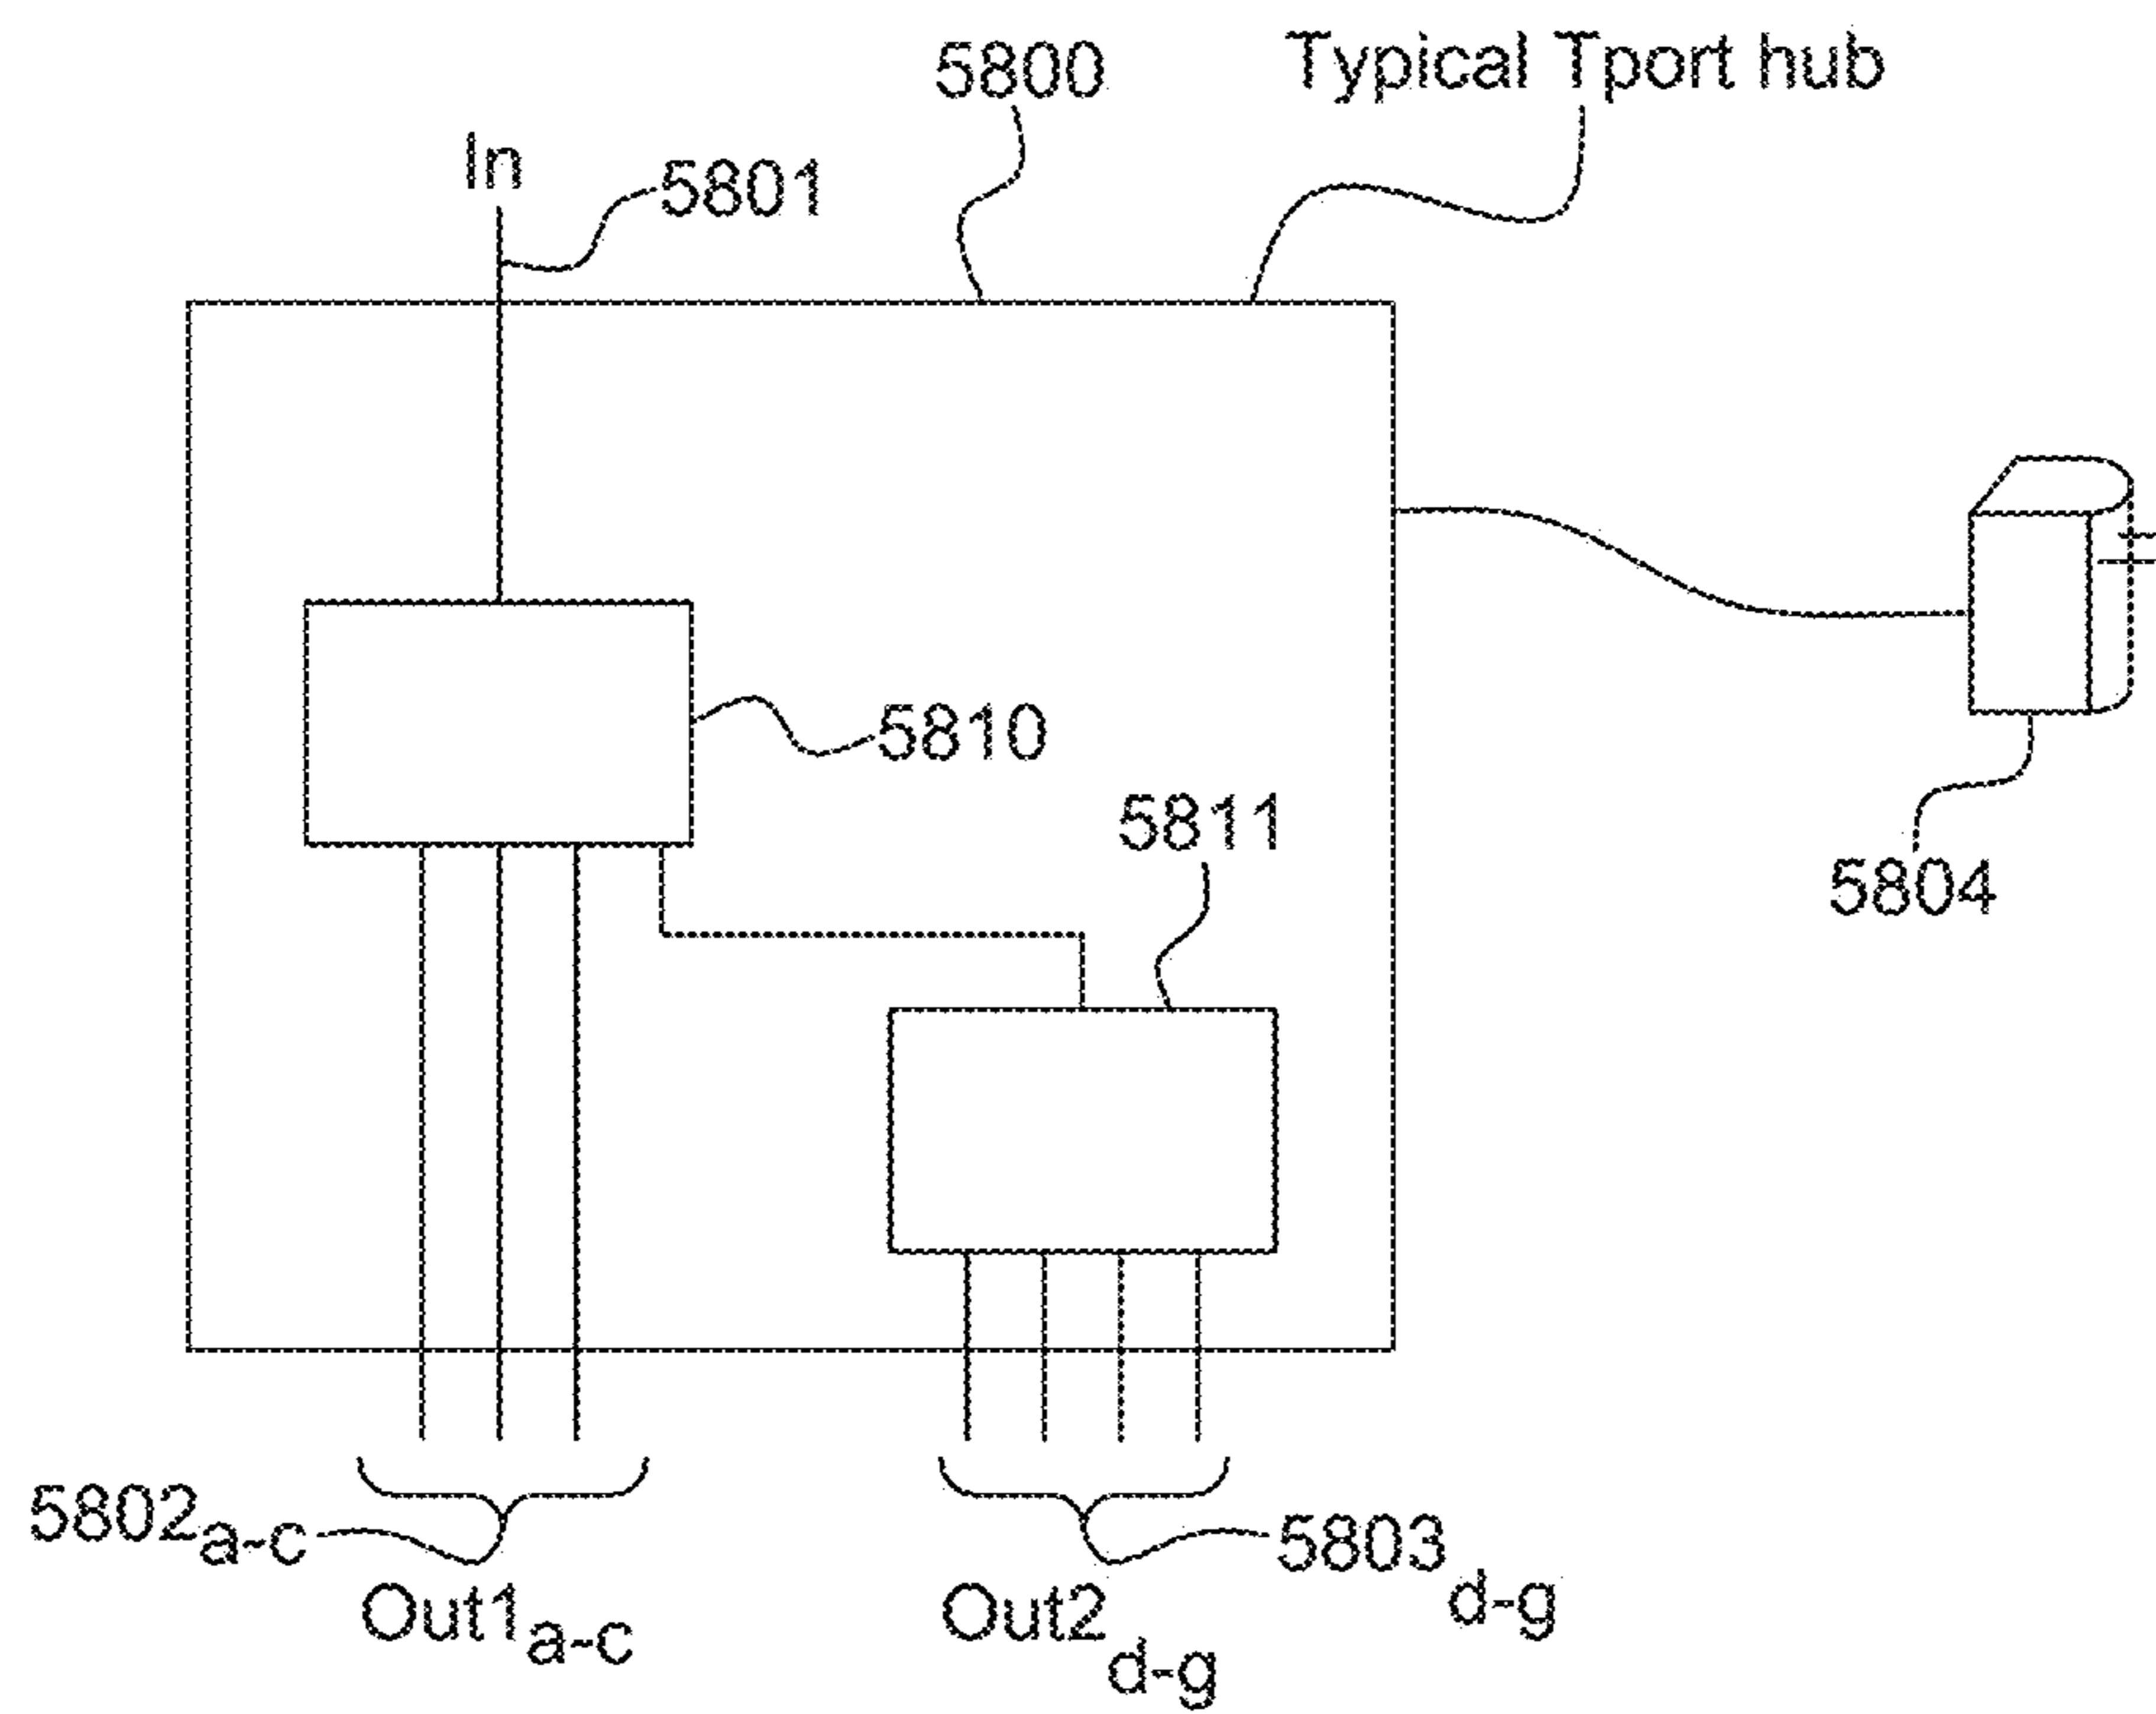 5800
Typical Tport hub
In
5801
5810
5811
5804
5802a-c
5803d-g
Out1a-c
Out2d-g